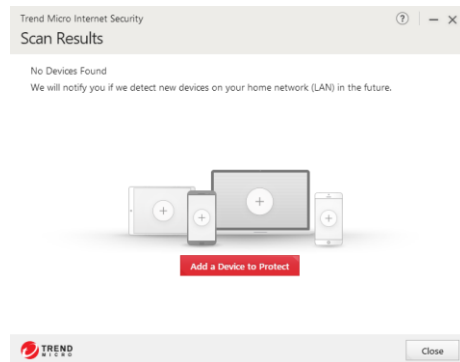 Trend Micro Internet Security
Scan Results
No Devices Found
We will notify you if we detect new devices on your home network (LAN) in the future.
Add a Device to Protect
TREND
MICRO
Close